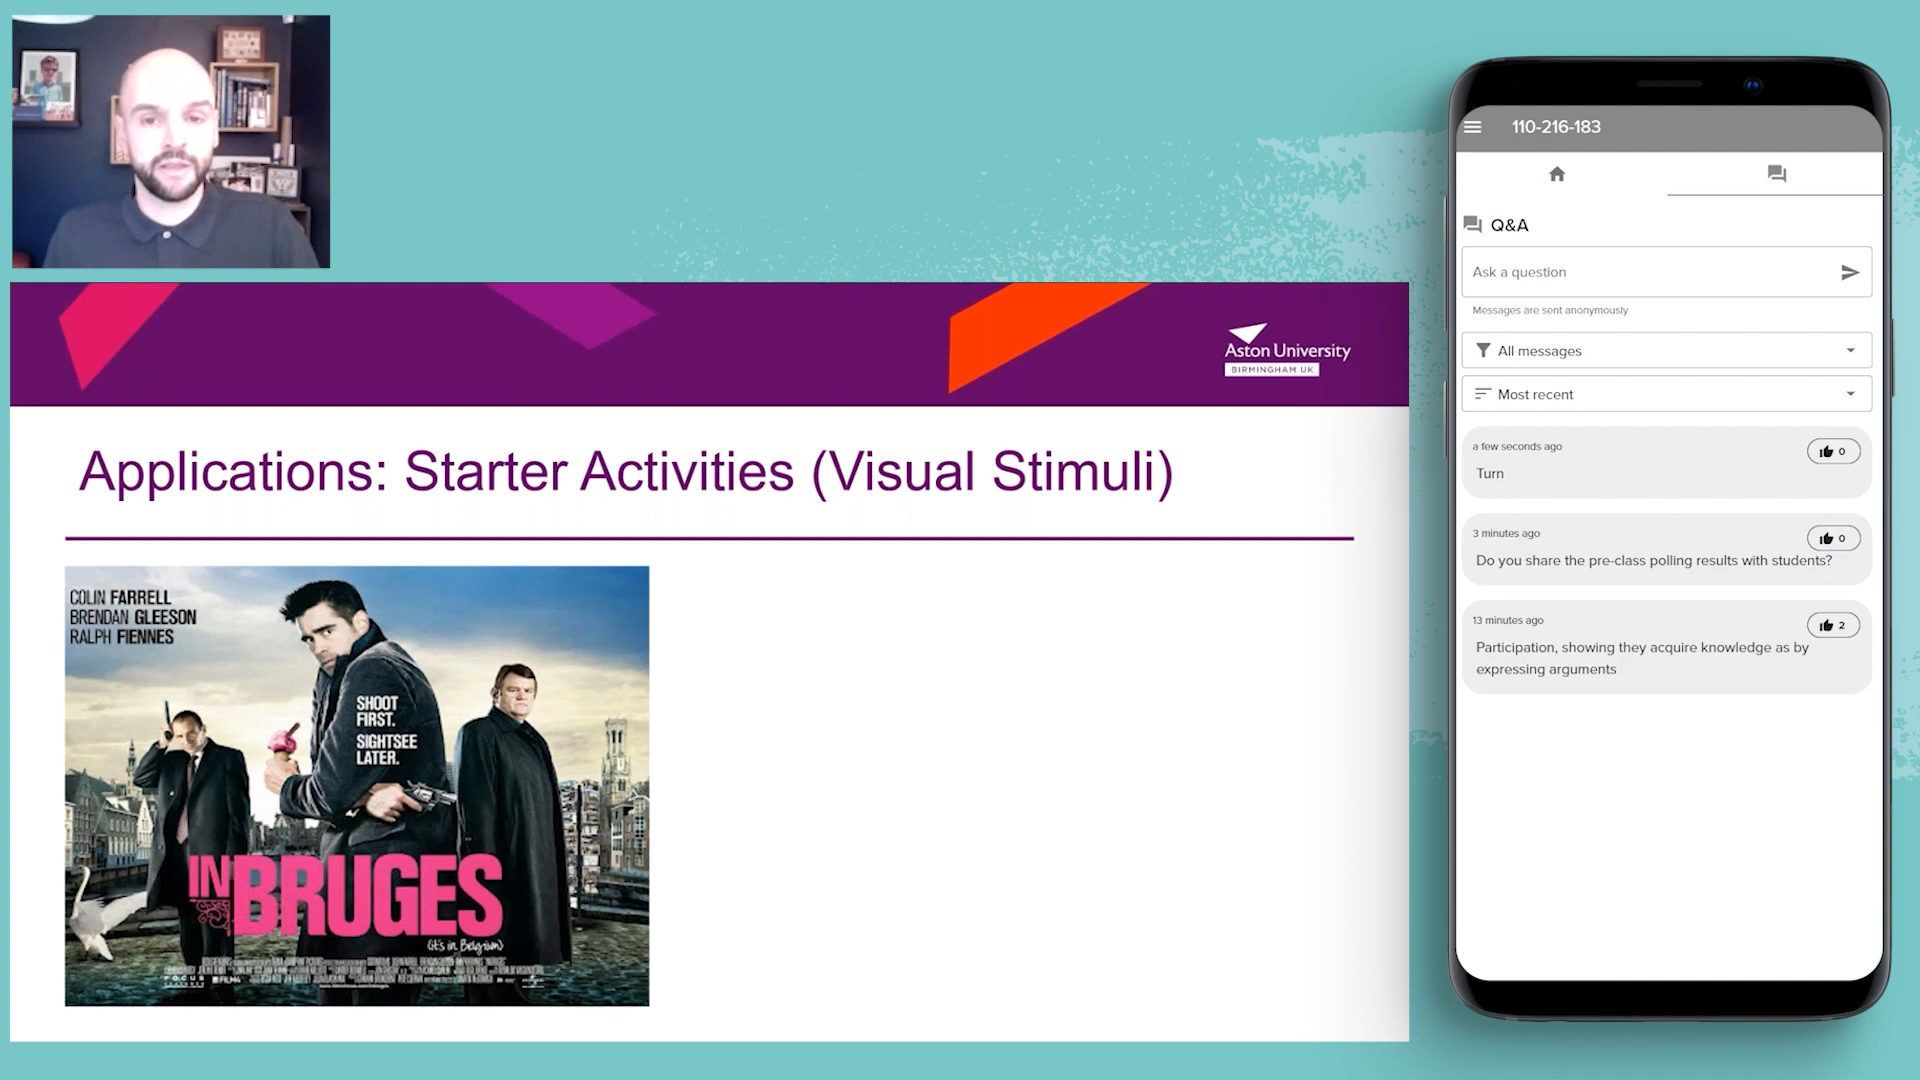 Aston University
BIRMINGHAM UK
Applications: Starter Activities (Visual Stimuli)
COLIN FARRELL
BRENDAN GLEESON
RALPH FIENNES
SHOOT
FIRST.
SIGHTSEE
LATER.
IN BRUGES
(it's in Belgium)
FOCUS
FILM4
110-216-183
Q&A
Ask a question
Messages are sent anonymously
All messages
Most recent
a few seconds ago
0
Turn
3 minutes ago
0
Do you share the pre-class polling results with students?
13 minutes ago
2
Participation, showing they acquire knowledge as by
expressing arguments